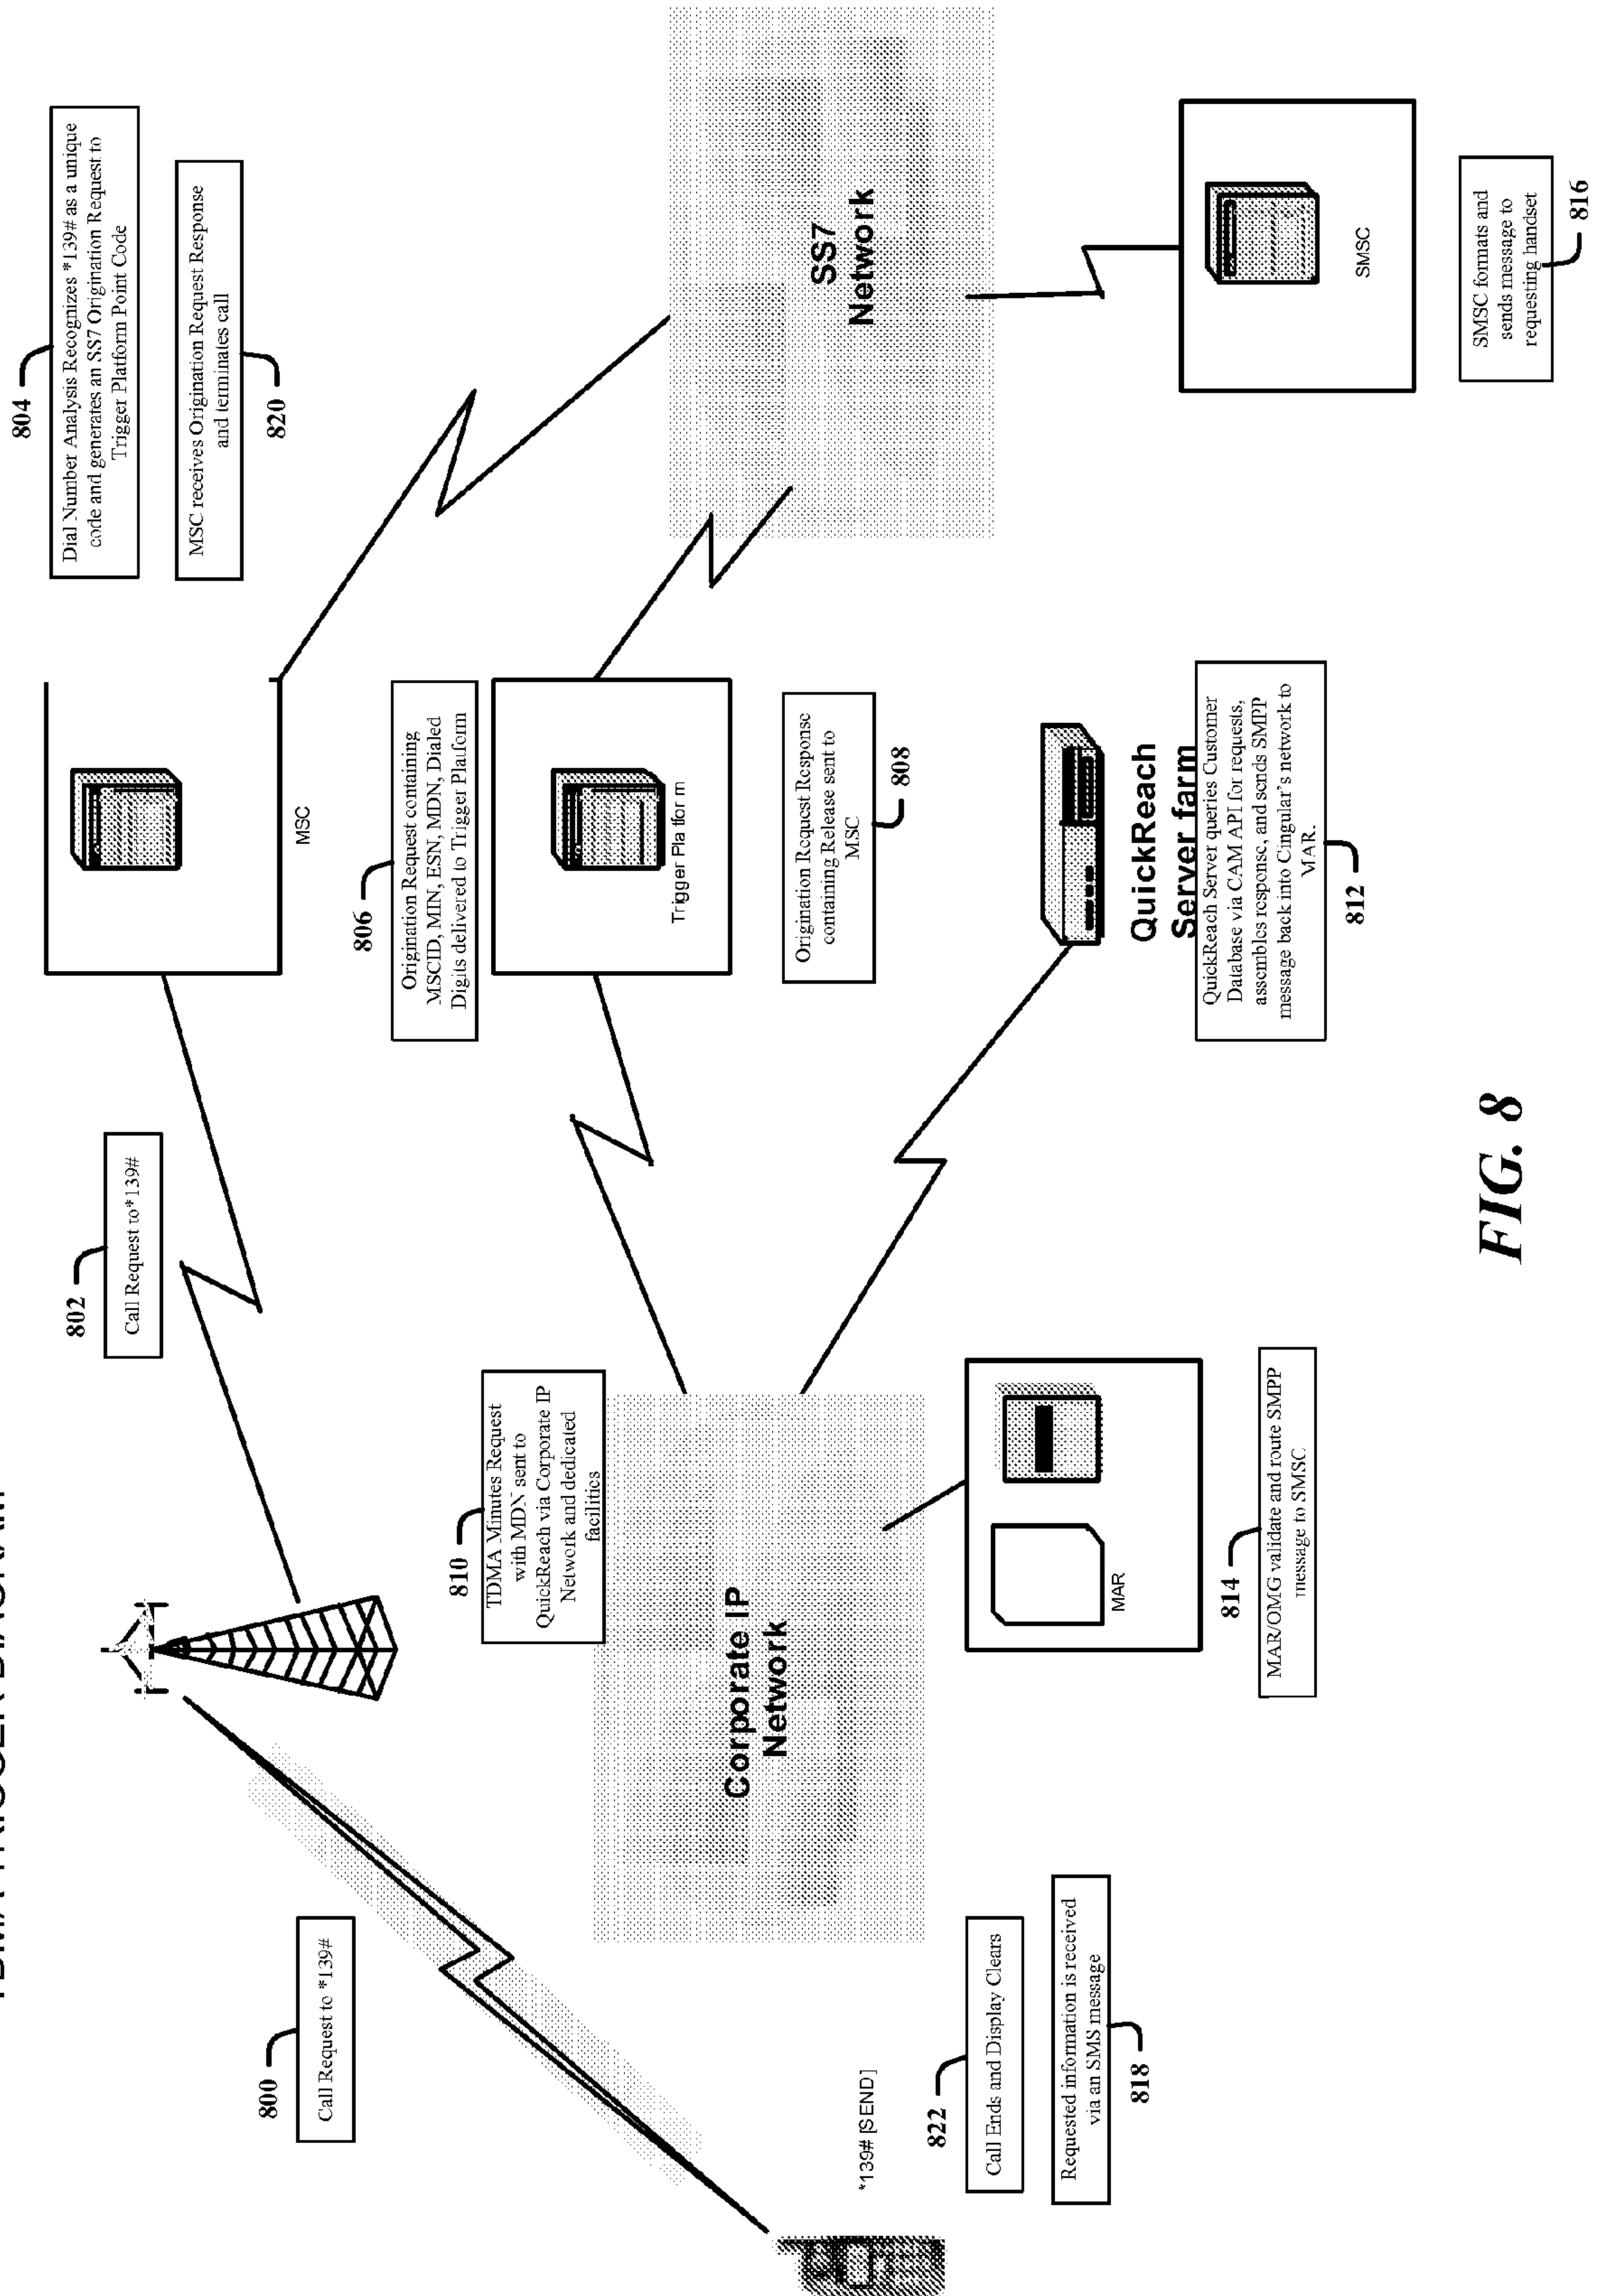 804
Dial Number Analysis Recognizes *139# as a unique
code and generates an SS7 Origination Request to
Trigger Platform Point Code
MSC receives Origination Request Response
and terminates call
820
802
Call Request to*139#
MSC
800
Call Request to *139#
806
Origination Request containing
MSCID, MIN, ESN, MDN, Dialed
Digits delivered to Trigger Platform
Trigger Platform
SS7
Network
810
TDMA Minutes Request
with MDN sent to
QuickReach via Corporate IP
Network and dedicated
facilities
Origination Request Response
containing Release sent to
MSC
808
Corporate IP
Network
*139# [SEND]
822
Call Ends and Display Clears
Requested information is received
via an SMS message
818
MAR
814
MAR/OMG validate and route SMPP
message to SMSC
QuickReach
Server farm
QuickReach Server queries Customer
Database via CAM API for requests,
assembles response, and sends SMPP
message back into Cingular's network to
MAR.
812
SMSC
SMSC formats and
sends message to
requesting handset
816
FIG. 8